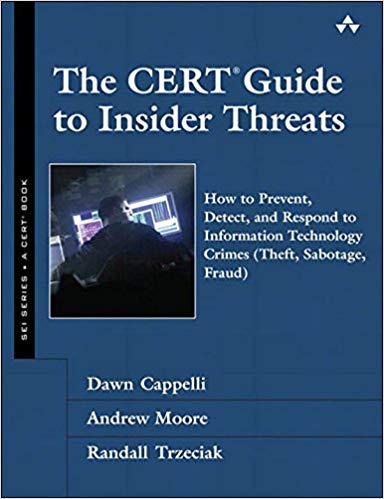 The CERT® Guide
to Insider Threats
How to Prevent,
Detect, and Respond to
Information Technology
Crimes (Theft, Sabotage,
Fraud)
SEI SERIES • A CERT® BOOK
Dawn Cappelli
Andrew Moore
Randall Trzeciak